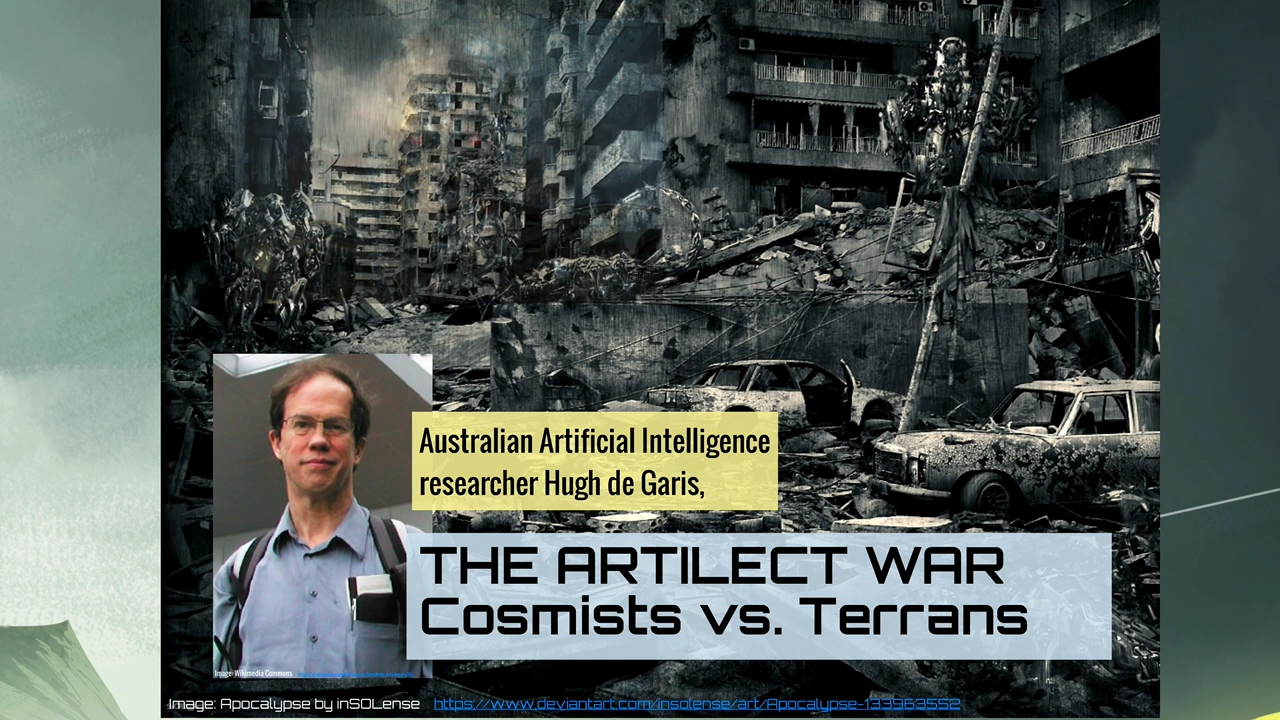 Australian Artificial Intelligence
researcher Hugh de Garis,
THE ARTILECT WAR
Cosmists vs. Terrans
Image: Wikimedia Commons
Image: Apocalypse by inSOLense https://www.deviantart.com/insolense/art/Apocalypse-133963552